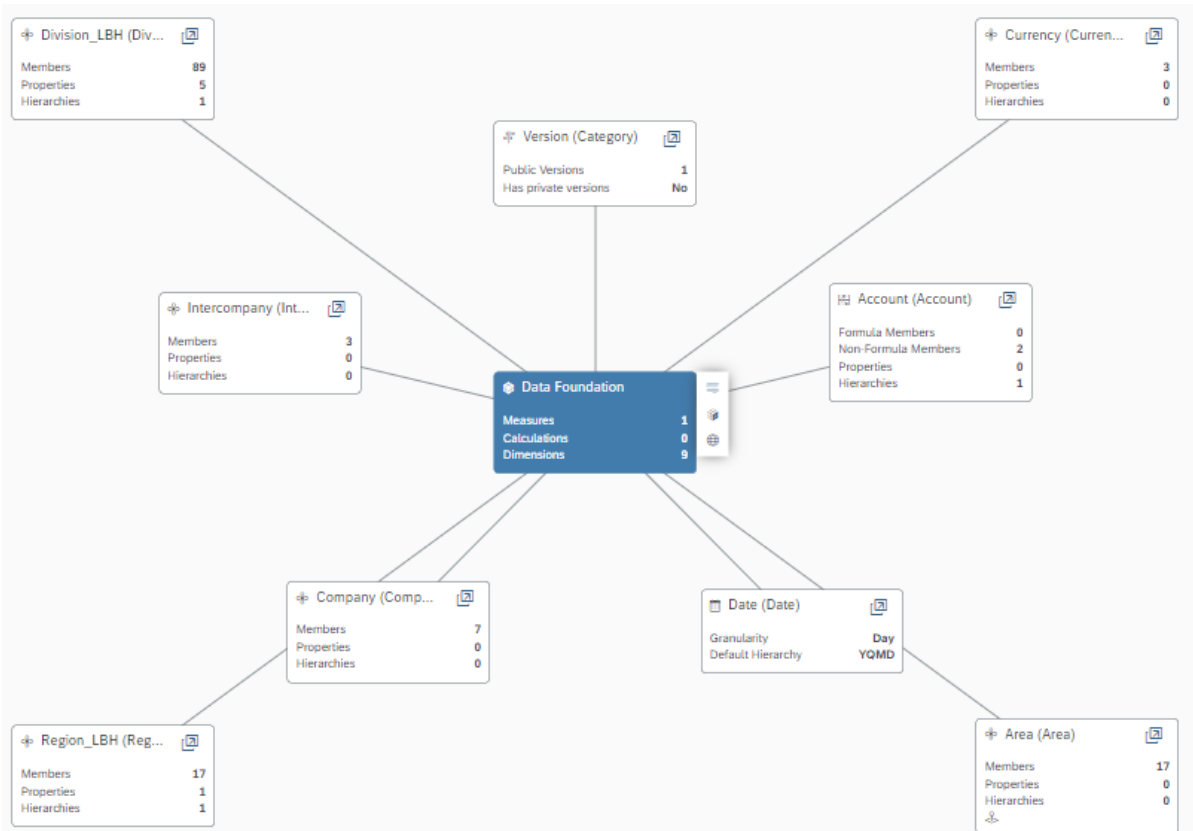 Division_LBH (Div...
Members 89
Properties 5
Hierarchies 1
Currency (Curren...
Members 3
Properties 0
Hierarchies 0
Version (Category)
Public Versions 1
Has private versions No
Intercompany (Int...
Members 3
Properties 0
Hierarchies 0
Account (Account)
Formula Members 0
Non-Formula Members 2
Properties 0
Hierarchies 1
Data Foundation
Measures 1
Calculations 0
Dimensions 9
Company (Comp...
Members 7
Properties 0
Hierarchies 0
Date (Date)
Granularity Day
Default Hierarchy YQMD
Region_LBH (Reg...
Members 17
Properties 1
Hierarchies 1
Area (Area)
Members 17
Properties 0
Hierarchies 0